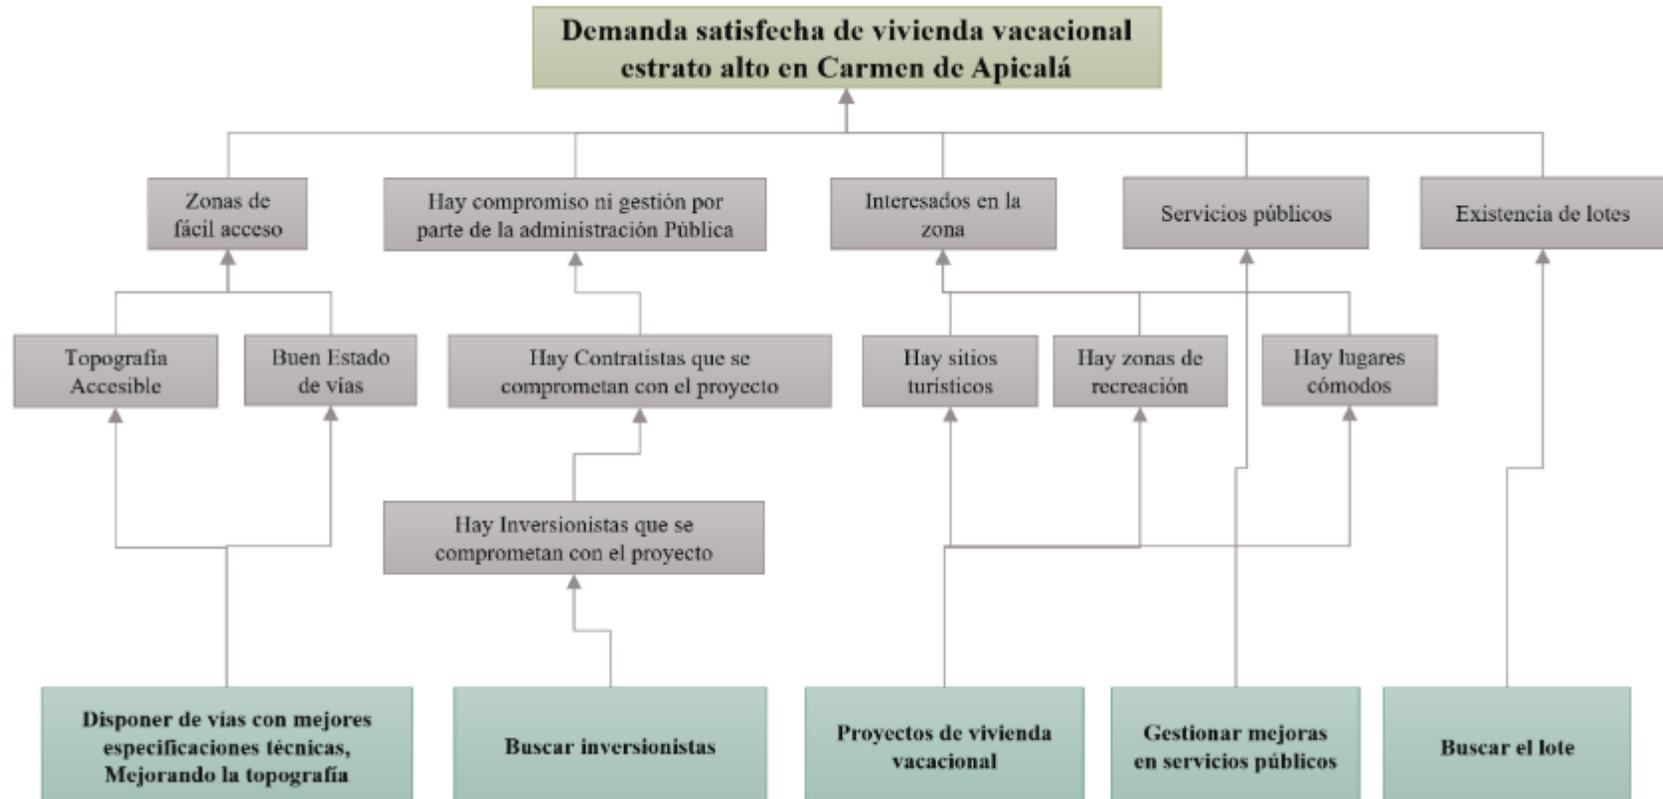 Demanda satisfecha de vivienda vacacional
estrato alto en Carmen de Apicalá
Zonas de
fácil acceso
Hay compromiso ni gestión por
parte de la administración Pública
Interesados en la
zona
Servicios públicos
Existencia de lotes
Topografía
Accesible
Buen Estado
de vías
Hay Contratistas que se
comprometan con el proyecto
Hay sitios
turísticos
Hay zonas de
recreación
Hay lugares
cómodos
Hay Inversionistas que se
comprometan con el proyecto
Disponer de vías con mejores
especificaciones técnicas,
Mejorando la topografía
Buscar inversionistas
Proyectos de vivienda
vacacional
Gestionar mejoras
en servicios públicos
Buscar el lote